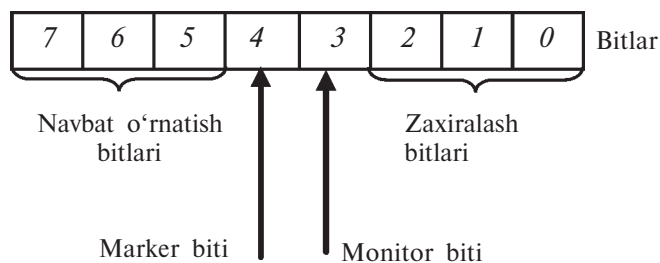 7 6 5 4 3 2 1 0 Bitlar
Navbat o‘rnatish
bitlari
Zaxiralash
bitlari
Marker biti
Monitor biti